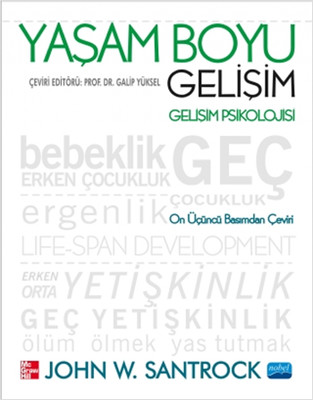 YAŞAM BOYU
ÇEVİRİ EDİTÖRÜ: PROF. DR. GALİP YÜKSEL
GELİŞİM
GELİŞİM PSİKOLOJİSİ
bebeklik GEÇ
ERKEN ÇOCUKLUK
ergenlik ÇOCUKLUK
On Üçüncü Basımdan Çeviri
LIFE-SPAN DEVELOPMENT
ERKEN
ORTA YETİŞKİNLİK
GEÇ YETİŞKİNLİK
ölüm ölmek yas tutmak
Mc
Graw
Hill
JOHN W. SANTROCK
nobel